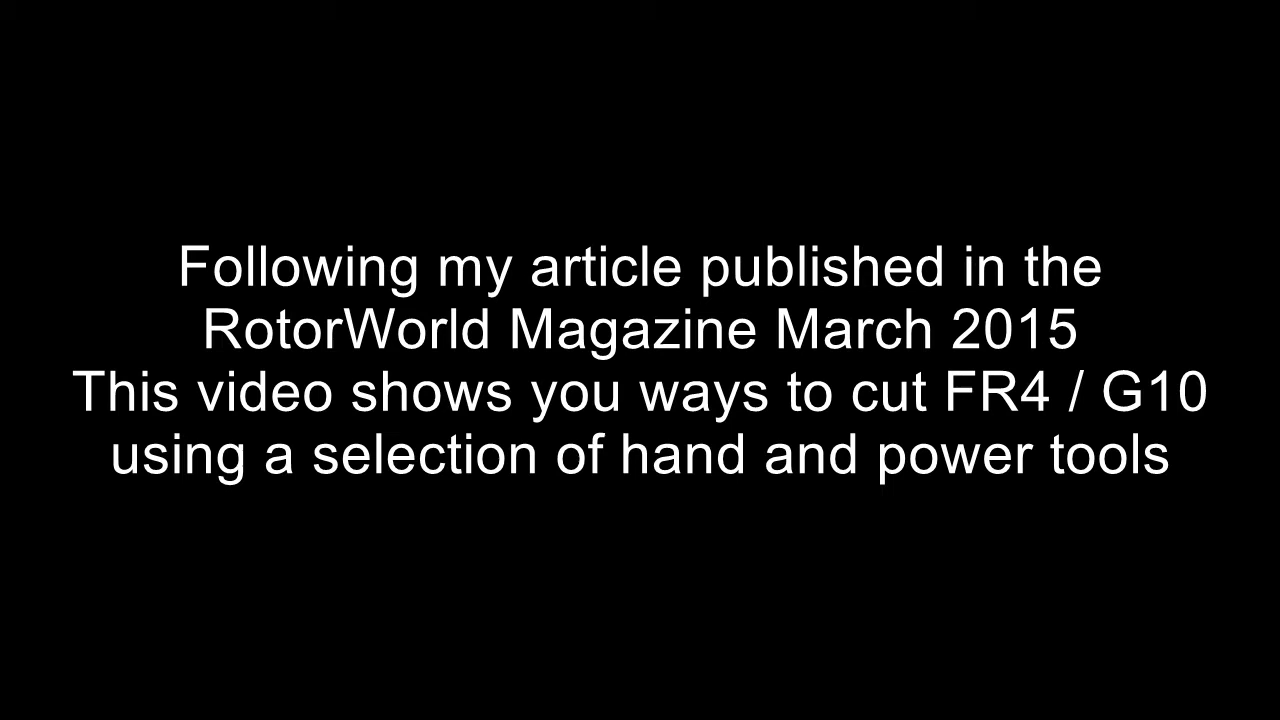 Following my article published in the
RotorWorld Magazine March 2015
This video shows you ways to cut FR4 / G10
using a selection of hand and power tools